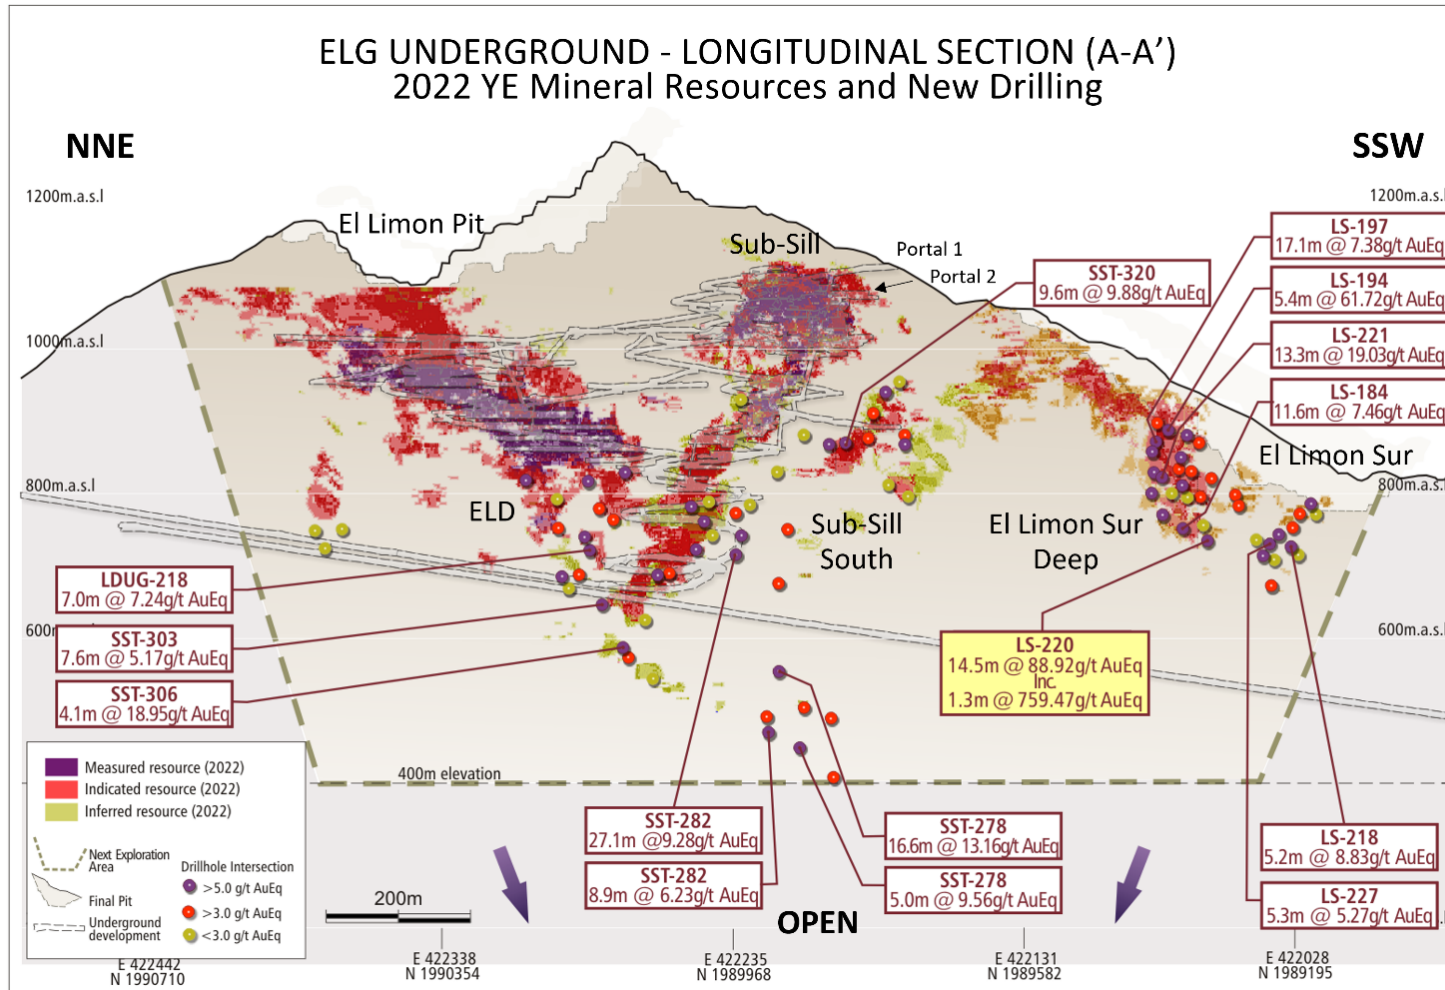 ELG UNDERGROUND - LONGITUDINAL SECTION (A-A')
2022 YE Mineral Resources and New Drilling
NNE
SSW
1200m.a.s.l
1200m.a.s.l
El Limon Pit
Sub-Sill
Portal 1
Portal 2
SST-320
9.6m @ 9.88g/t AuEq
LS-197
17.1m @ 7.38g/t AuEq
LS-194
5.4m @ 61.72g/t AuEq
LS-221
13.3m @ 19.03g/t AuEq
LS-184
11.6m @ 7.46g/t AuEq
1000m.a.s.l
El Limon Sur
800m.a.s.l
800m.a.s.l
ELD
Sub-Sill
South
El Limon Sur
Deep
LDUG-218
7.0m @ 7.24g/t AuEq
SST-303
7.6m @ 5.17g/t AuEq
SST-306
4.1m @ 18.95g/t AuEq
600m.a.s.l
LS-220
14.5m @ 88.92g/t AuEq
Inc.
1.3m @ 759.47g/t AuEq
400m elevation
Measured resource (2022)
Indicated resource (2022)
Inferred resource (2022)
Next Exploration
Area
Final Pit
Underground
development
Drillhole Intersection
>5.0 g/t AuEq
>3.0 g/t AuEq
<3.0 g/t AuEq
200m
SST-282
27.1m @9.28g/t AuEq
SST-282
8.9m @ 6.23g/t AuEq
SST-278
16.6m @ 13.16g/t AuEq
SST-278
5.0m @ 9.56g/t AuEq
OPEN
LS-218
5.2m @ 8.83g/t AuEq
LS-227
5.3m @ 5.27g/t AuEq
E 422442
N 1990710
E 422338
N 1990354
E 422235
N 1989968
E 422131
N 1989582
E 422028
N 1989195